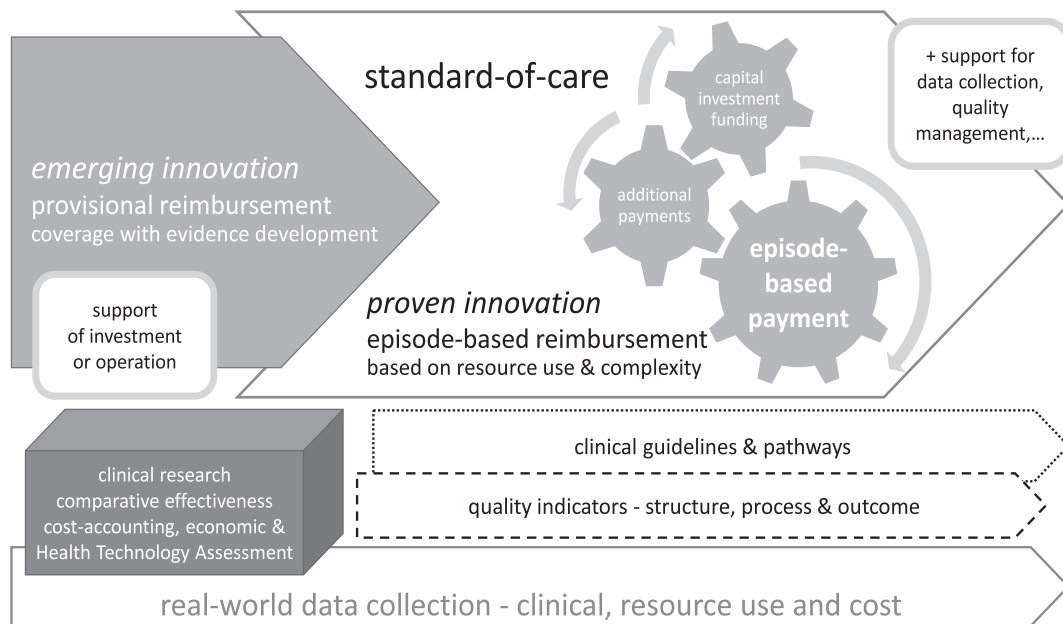 emerging innovation
provisional reimbursement
coverage with evidence development
support
of investment
or operation
standard-of-care
capital
investment
funding
additional
payments
episode-
based
payment
+ support for
data collection,
quality
management,...
proven innovation
episode-based reimbursement
based on resource use & complexity
clinical research
comparative effectiveness
cost-accounting, economic &
Health Technology Assessment
clinical guidelines & pathways
quality indicators - structure, process & outcome
real-world data collection - clinical, resource use and cost